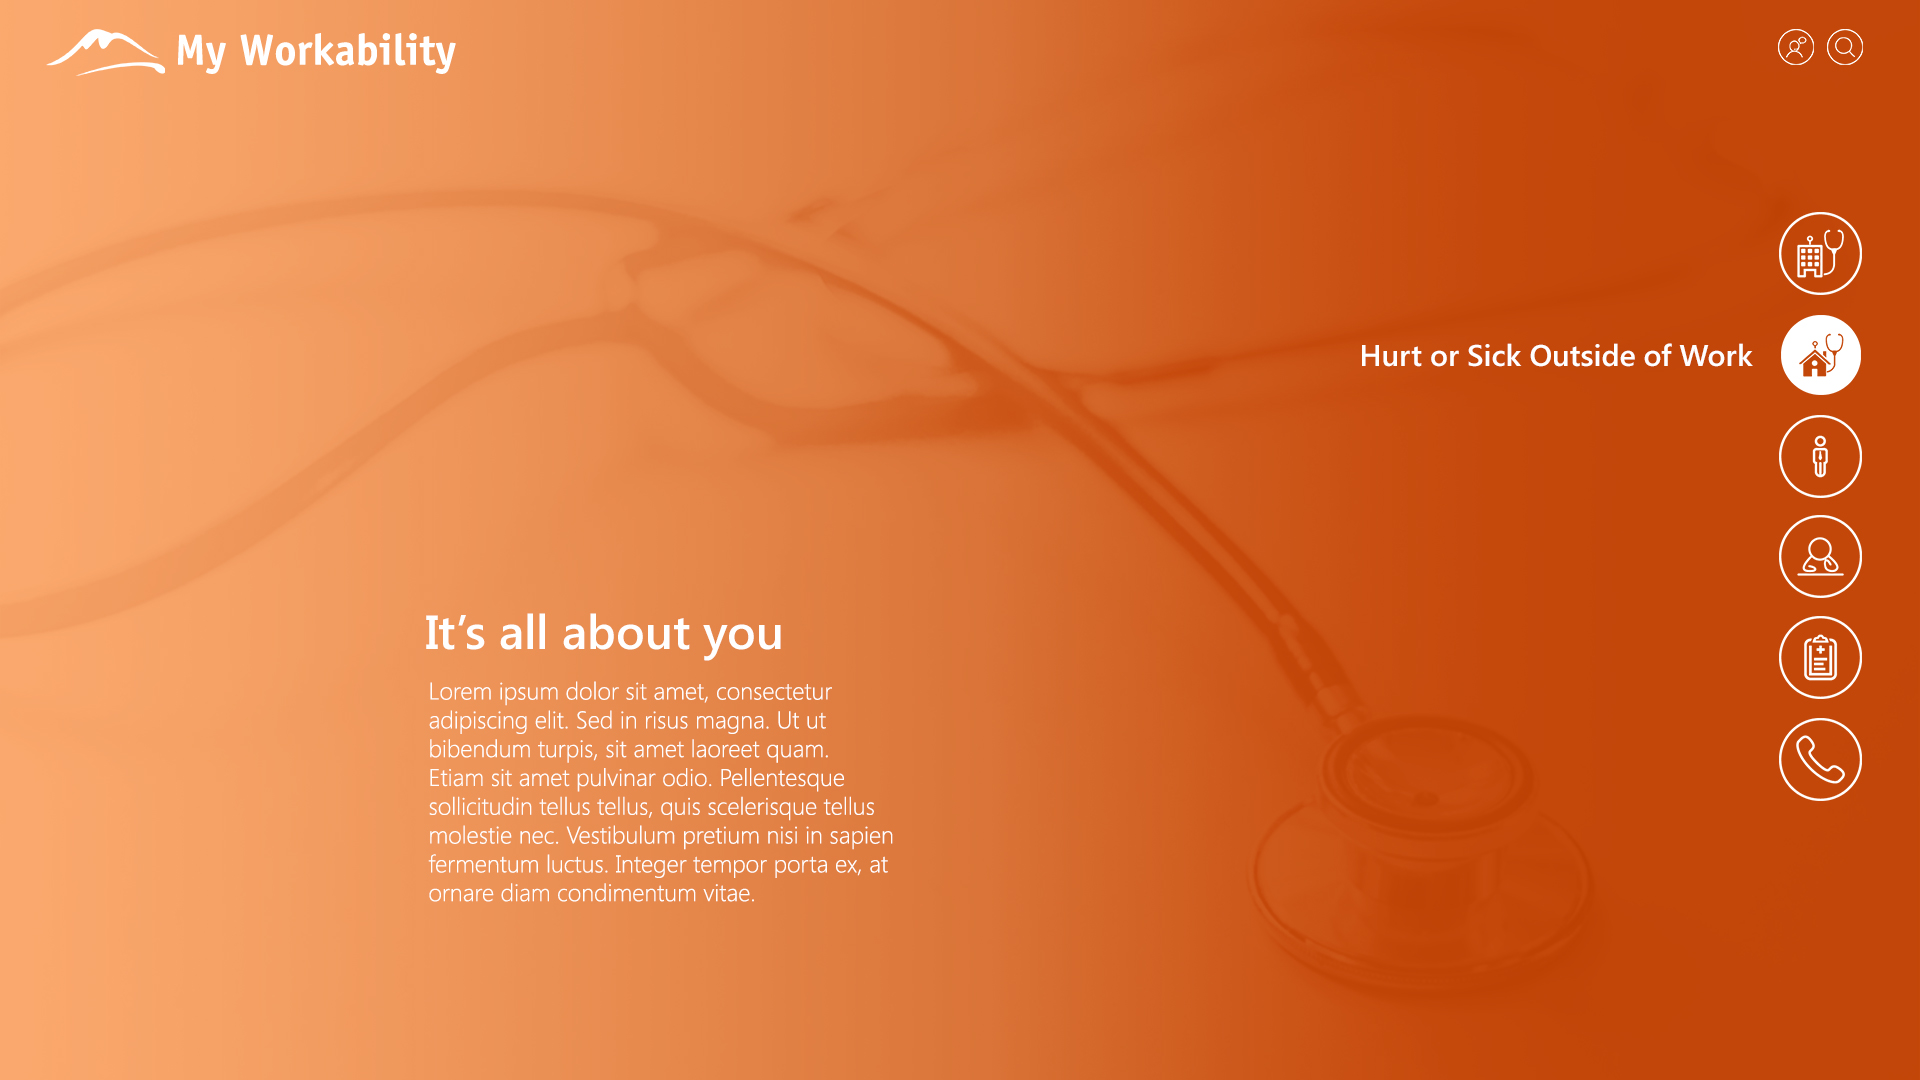 My Workability
Hurt or Sick Outside of Work
It’s all about you
Lorem ipsum dolor sit amet, consectetur
adipiscing elit. Sed in risus magna. Ut ut
bibendum turpis, sit amet laoreet quam.
Etiam sit amet pulvinar odio. Pellentesque
sollicitudin tellus tellus, quis scelerisque tellus
molestie nec. Vestibulum pretium nisi in sapien
fermentum luctus. Integer tempor porta ex, at
ornare diam condimentum vitae.